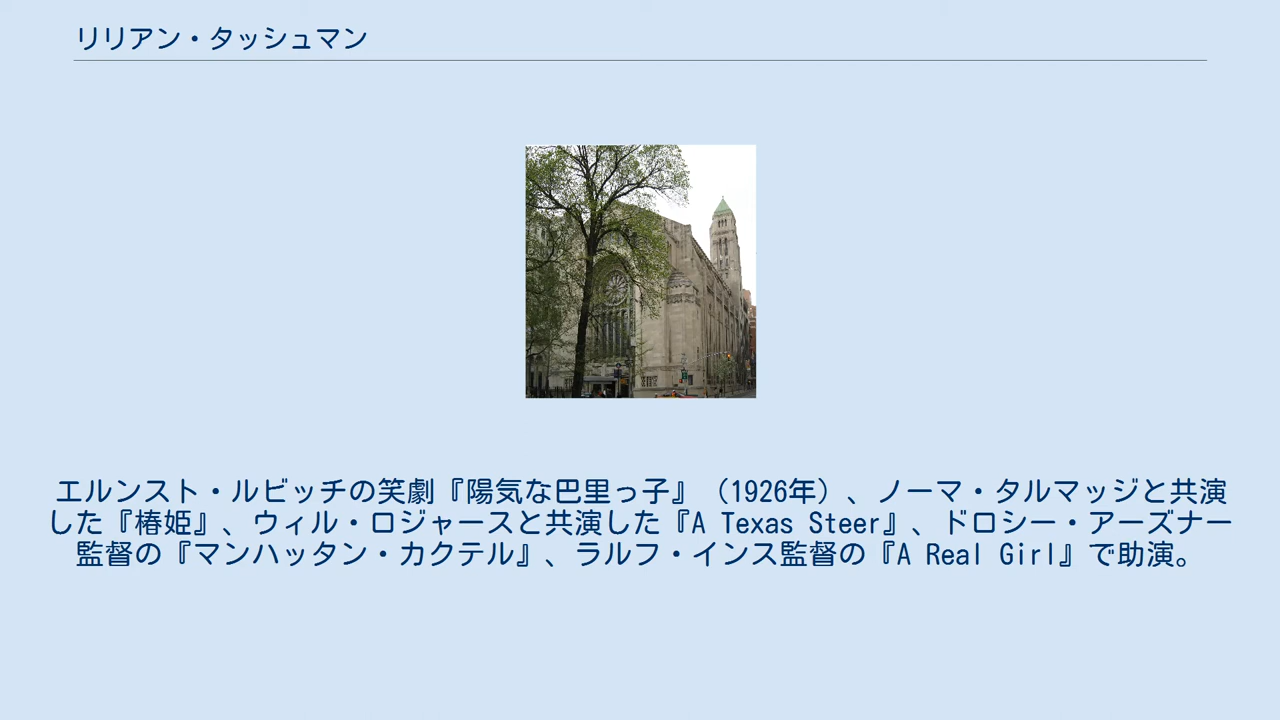 リリアン・タッシュマン
エルンスト・ルビッチの笑劇『陽気な巴里っ子』（1926年）、ノーマ・タルマッジと共演
した『椿姫』、ウィル・ロジャースと共演した『A Texas Steer』、ドロシー・アーズナー
監督の『マンハッタン・カクテル』、ラルフ・インス監督の『A Real Girl』で助演。